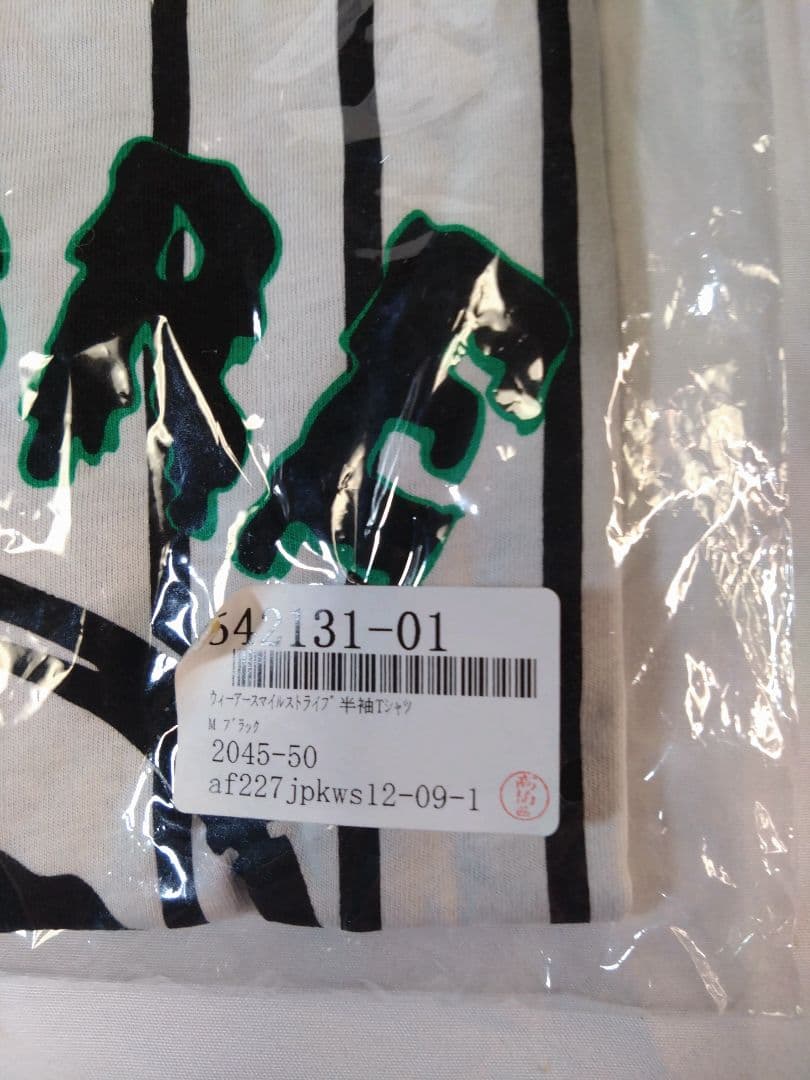 RE
542131-01
ウィーアースマイルストライプ 半袖Tシャツ
M ブラック
2045-50
af227jpkws12-09-1